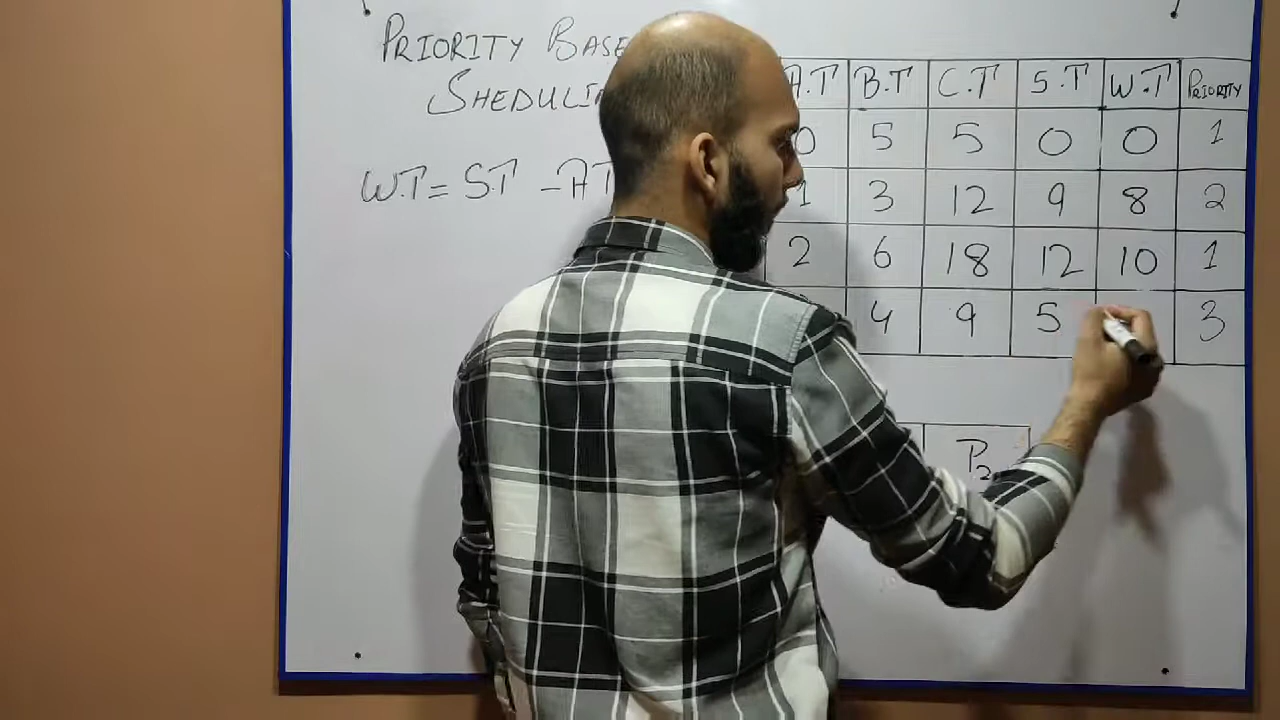 PRIORITY BASE
SHEDULI
W.T = S.T - A.T
A.T B.T C.T S.T W.T PRIORITY
0 5 5 0 0 1
1 3 12 9 8 2
2 6 18 12 10 1
4 9 5 3
P2